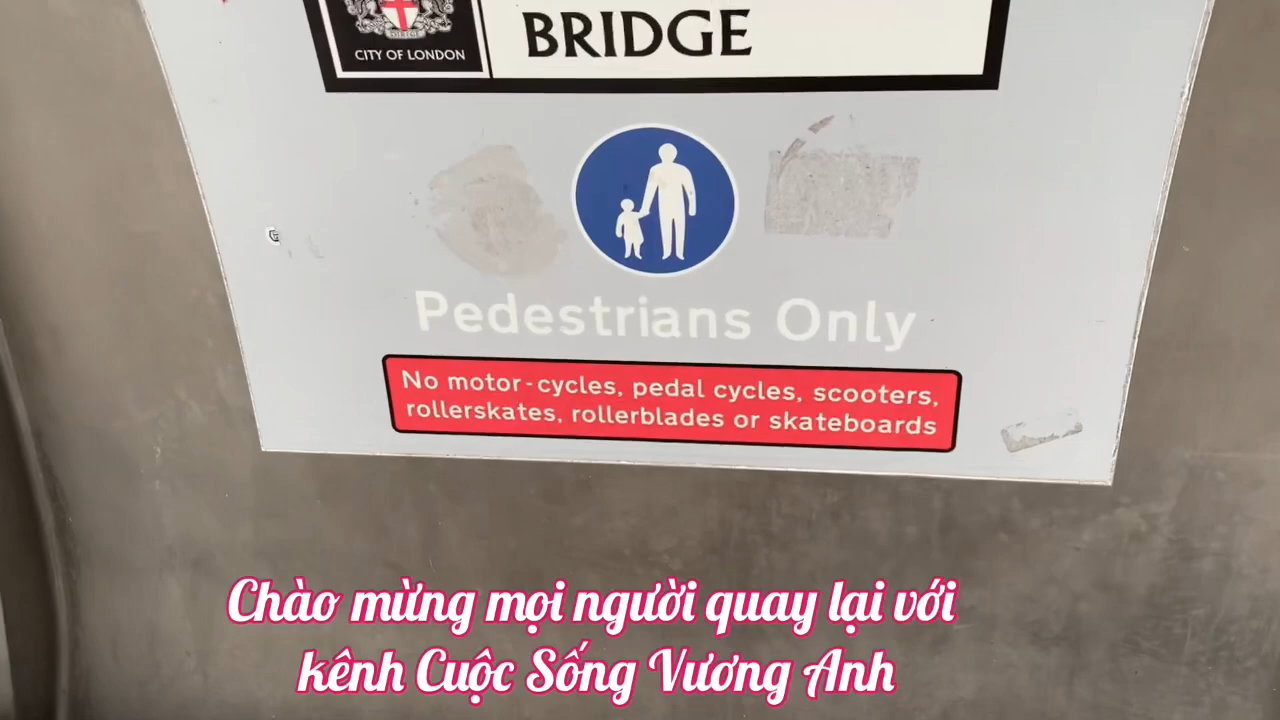 DIRIGE
CITY OF LONDON
BRIDGE
Pedestrians Only
No motor-cycles, pedal cycles, scooters,
rollerskates, rollerblades or skateboards
Chào mừng mọi người quay lại với
kênh Cuộc Sống Vương Anh